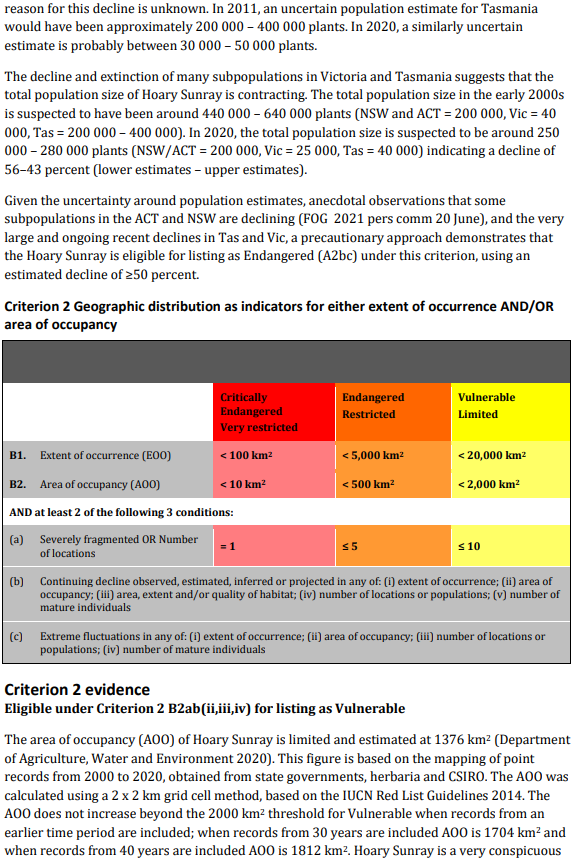 reason for this decline is unknown. In 2011, an uncertain population estimate for Tasmania
would have been approximately 200 000 – 400 000 plants. In 2020, a similarly uncertain
estimate is probably between 30 000 – 50 000 plants.
The decline and extinction of many subpopulations in Victoria and Tasmania suggests that the
total population size of Hoary Sunray is contracting. The total population size in the early 2000s
is suspected to have been around 440 000 – 640 000 plants (NSW and ACT = 200 000, Vic = 40
000, Tas = 200 000 – 400 000). In 2020, the total population size is suspected to be around 250
000 – 280 000 plants (NSW/ACT = 200 000, Vic = 25 000, Tas = 40 000) indicating a decline of
56–43 percent (lower estimates – upper estimates).
Given the uncertainty around population estimates, anecdotal observations that some
subpopulations in the ACT and NSW are declining (FOG  2021 pers comm 20 June), and the very
large and ongoing recent declines in Tas and Vic, a precautionary approach demonstrates that
the Hoary Sunray is eligible for listing as Endangered (A2bc) under this criterion, using an
estimated decline of ≥50 percent.
Criterion 2 Geographic distribution as indicators for either extent of occurrence AND/OR
area of occupancy
Critically
Endangered
Very restricted
Endangered
Restricted
Vulnerable
Limited
B1. Extent of occurrence (EOO) < 100 km² < 5,000 km² < 20,000 km²
B2. Area of occupancy (AOO) < 10 km² < 500 km² < 2,000 km²
AND at least 2 of the following 3 conditions:
(a) Severely fragmented OR Number
of locations
= 1 ≤ 5 ≤ 10
(b) Continuing decline observed, estimated, inferred or projected in any of: (i) extent of occurrence; (ii) area of
occupancy; (iii) area, extent and/or quality of habitat; (iv) number of locations or populations; (v) number of
mature individuals
(c) Extreme fluctuations in any of: (i) extent of occurrence; (ii) area of occupancy; (iii) number of locations or
populations; (iv) number of mature individuals
Criterion 2 evidence
Eligible under Criterion 2 B2ab(ii,iii,iv) for listing as Vulnerable
The area of occupancy (AOO) of Hoary Sunray is limited and estimated at 1376 km² (Department
of Agriculture, Water and Environment 2020). This figure is based on the mapping of point
records from 2000 to 2020, obtained from state governments, herbaria and CSIRO. The AOO was
calculated using a 2 x 2 km grid cell method, based on the IUCN Red List Guidelines 2014. The
AOO does not increase beyond the 2000 km² threshold for Vulnerable when records from an
earlier time period are included; when records from 30 years are included AOO is 1704 km² and
when records from 40 years are included AOO is 1812 km². Hoary Sunray is a very conspicuous